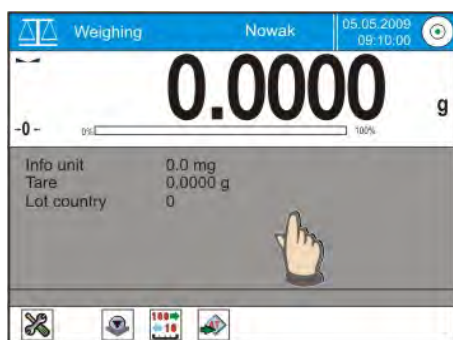 Weighing Nowak 05.05.2009
09:10:00
0.0000 g
-0- 0% 100%
Info unit 0.0 mg
Tare 0.0000 g
Lot country 0
100
10